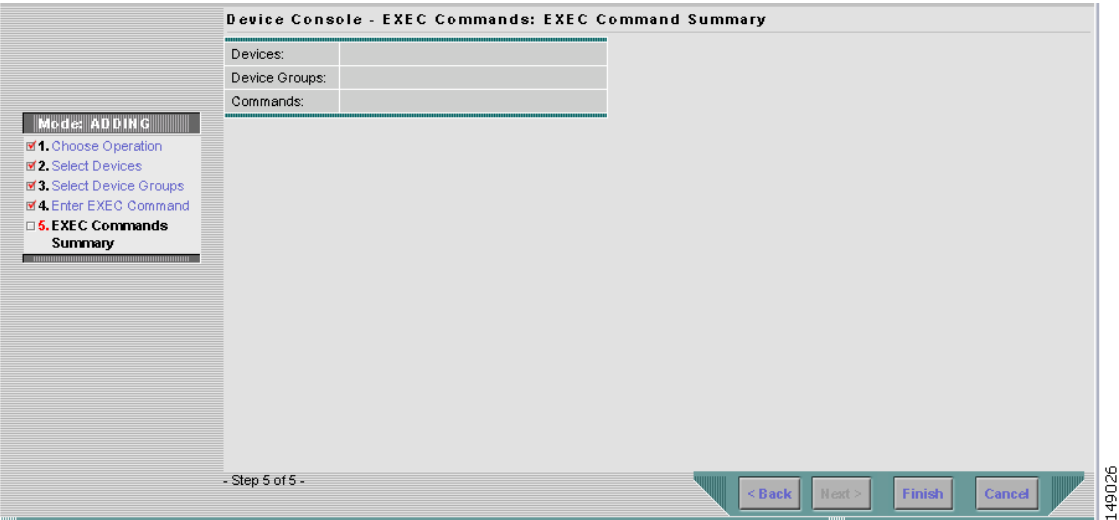 Device Console - EXEC Commands: EXEC Command Summary
Devices:
Device Groups:
Commands:
Mode: ADDING
1. Choose Operation
2. Select Devices
3. Select Device Groups
4. Enter EXEC Command
5. EXEC Commands
Summary
- Step 5 of 5 -
< Back
Next >
Finish
Cancel
149026